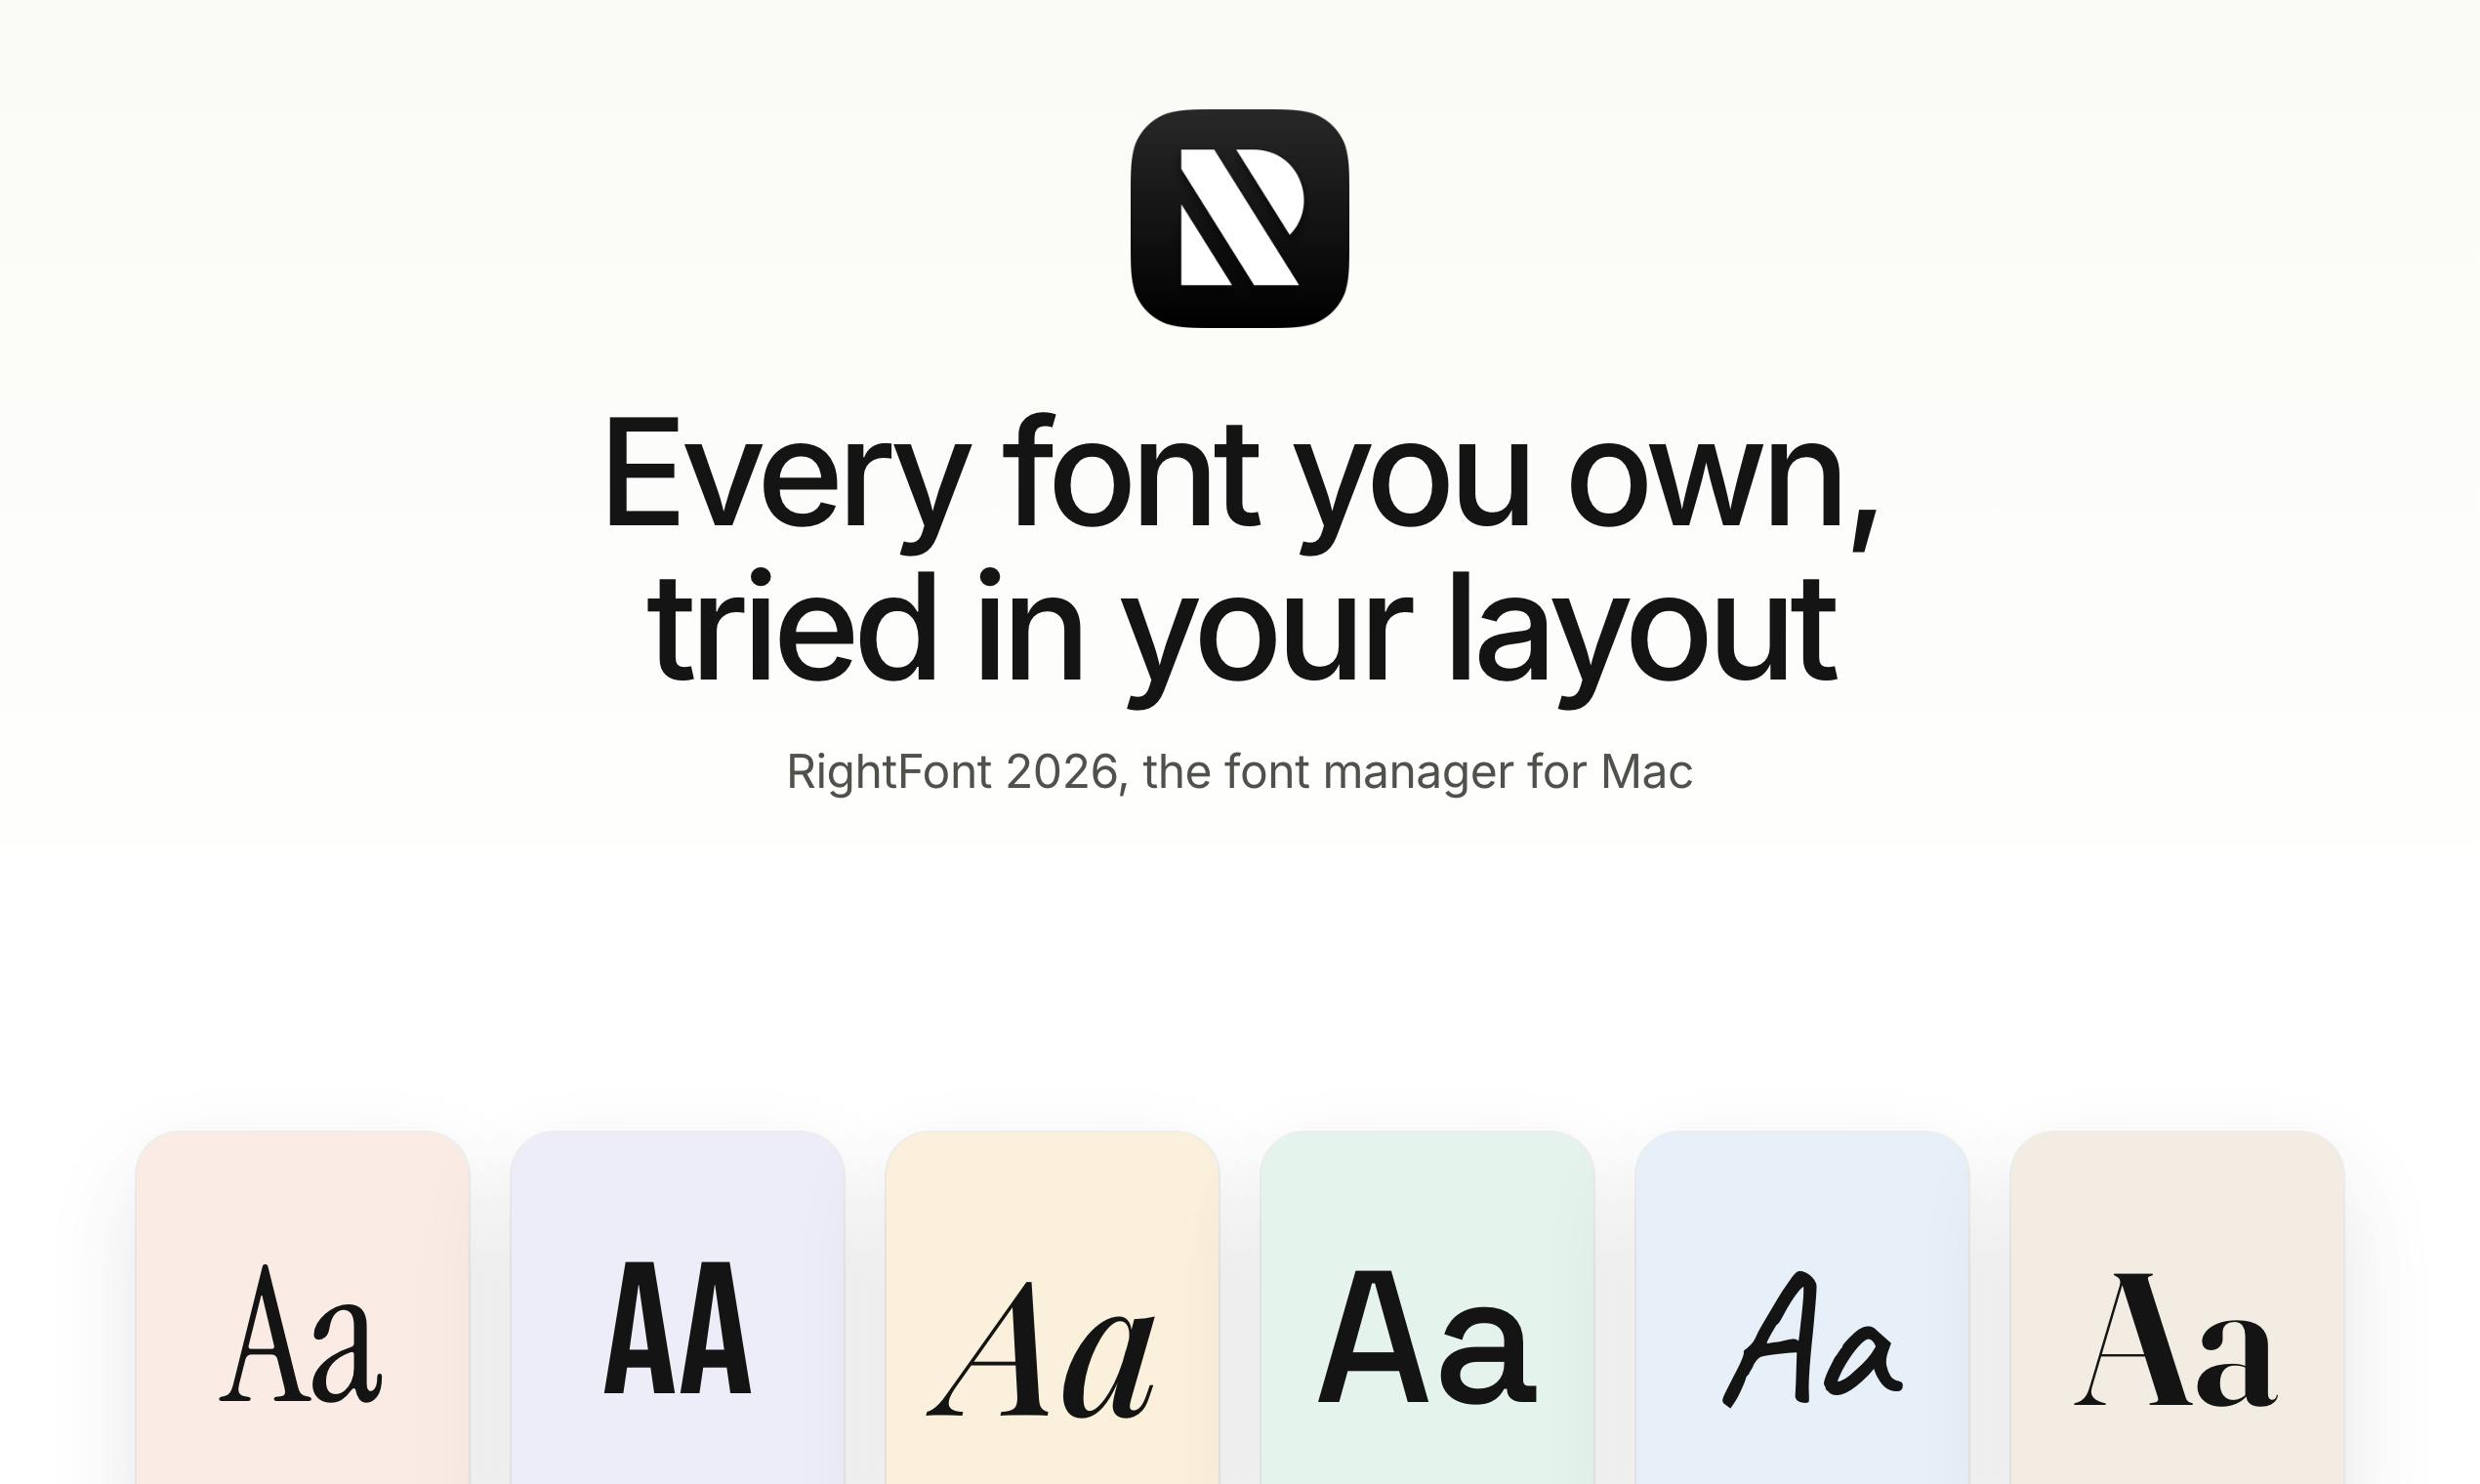 Every font you own,
tried in your layout
RightFont 2026, the font manager for Mac
Aa AA Aa Aa Aa Aa